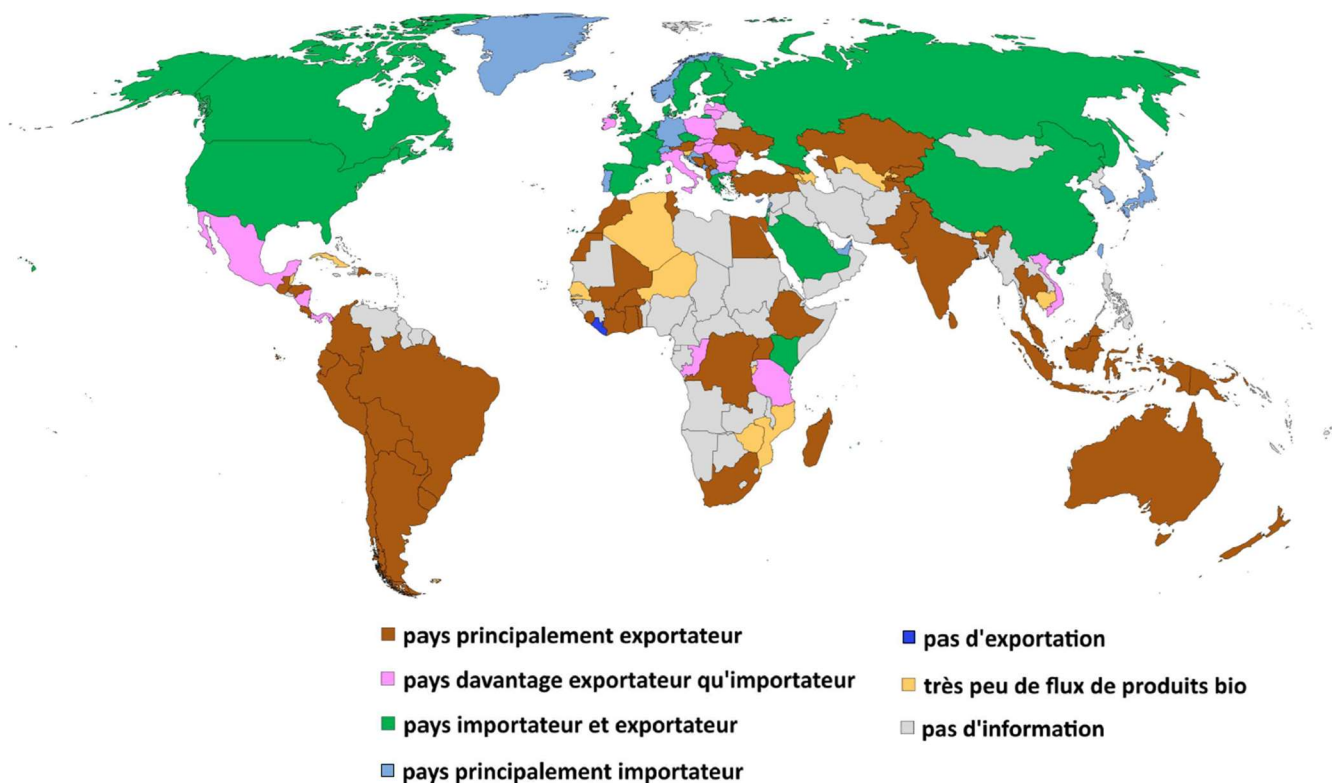 pays principalement exportateur
pays davantage exportateur qu'importateur
pays importateur et exportateur
pays principalement importateur
pas d'exportation
très peu de flux de produits bio
pas d'information